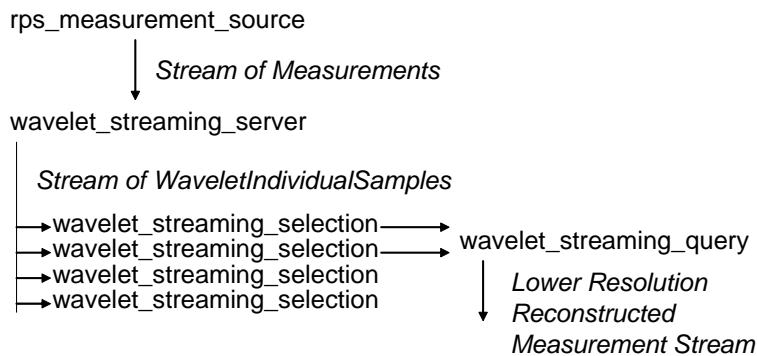 rps_measurement_source
Stream of Measurements
wavelet_streaming_server
Stream of WaveletIndividualSamples
wavelet_streaming_selection
wavelet_streaming_selection
wavelet_streaming_selection
wavelet_streaming_selection
wavelet_streaming_query
Lower Resolution
Reconstructed
Measurement Stream